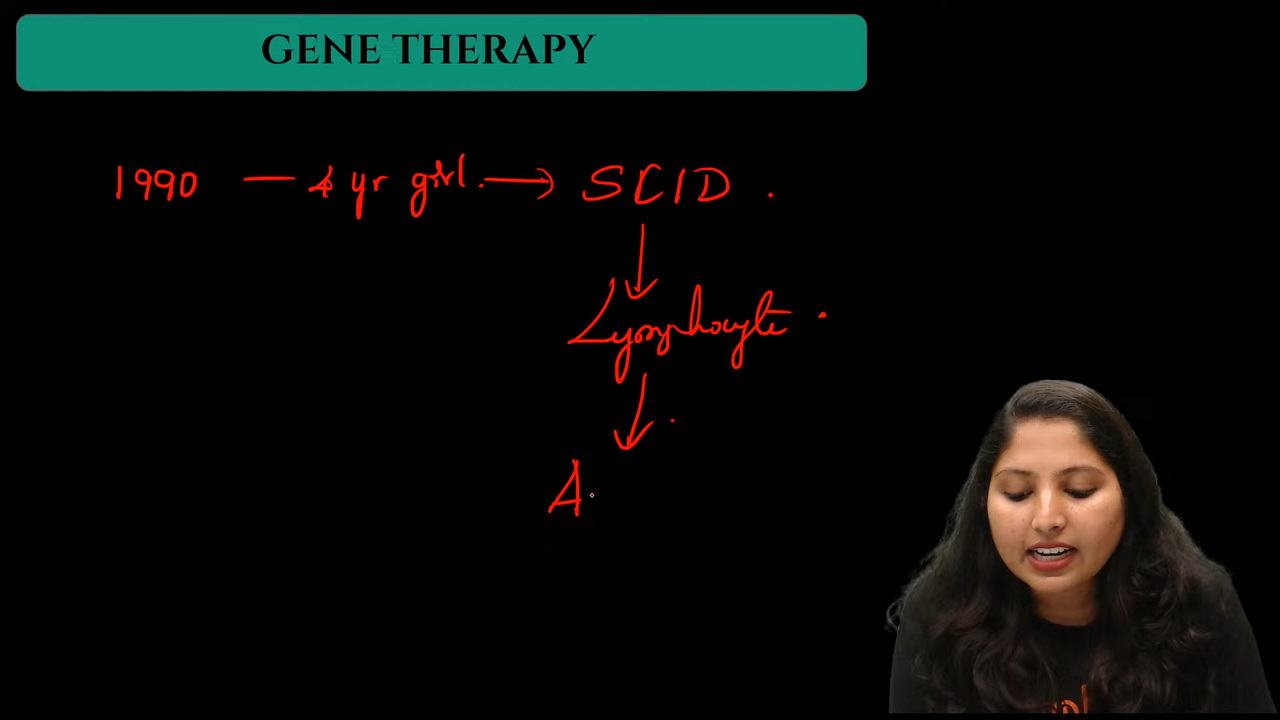 GENE THERAPY
1990 — 4 yr girl. → SCID .
Lymphocyte .
A